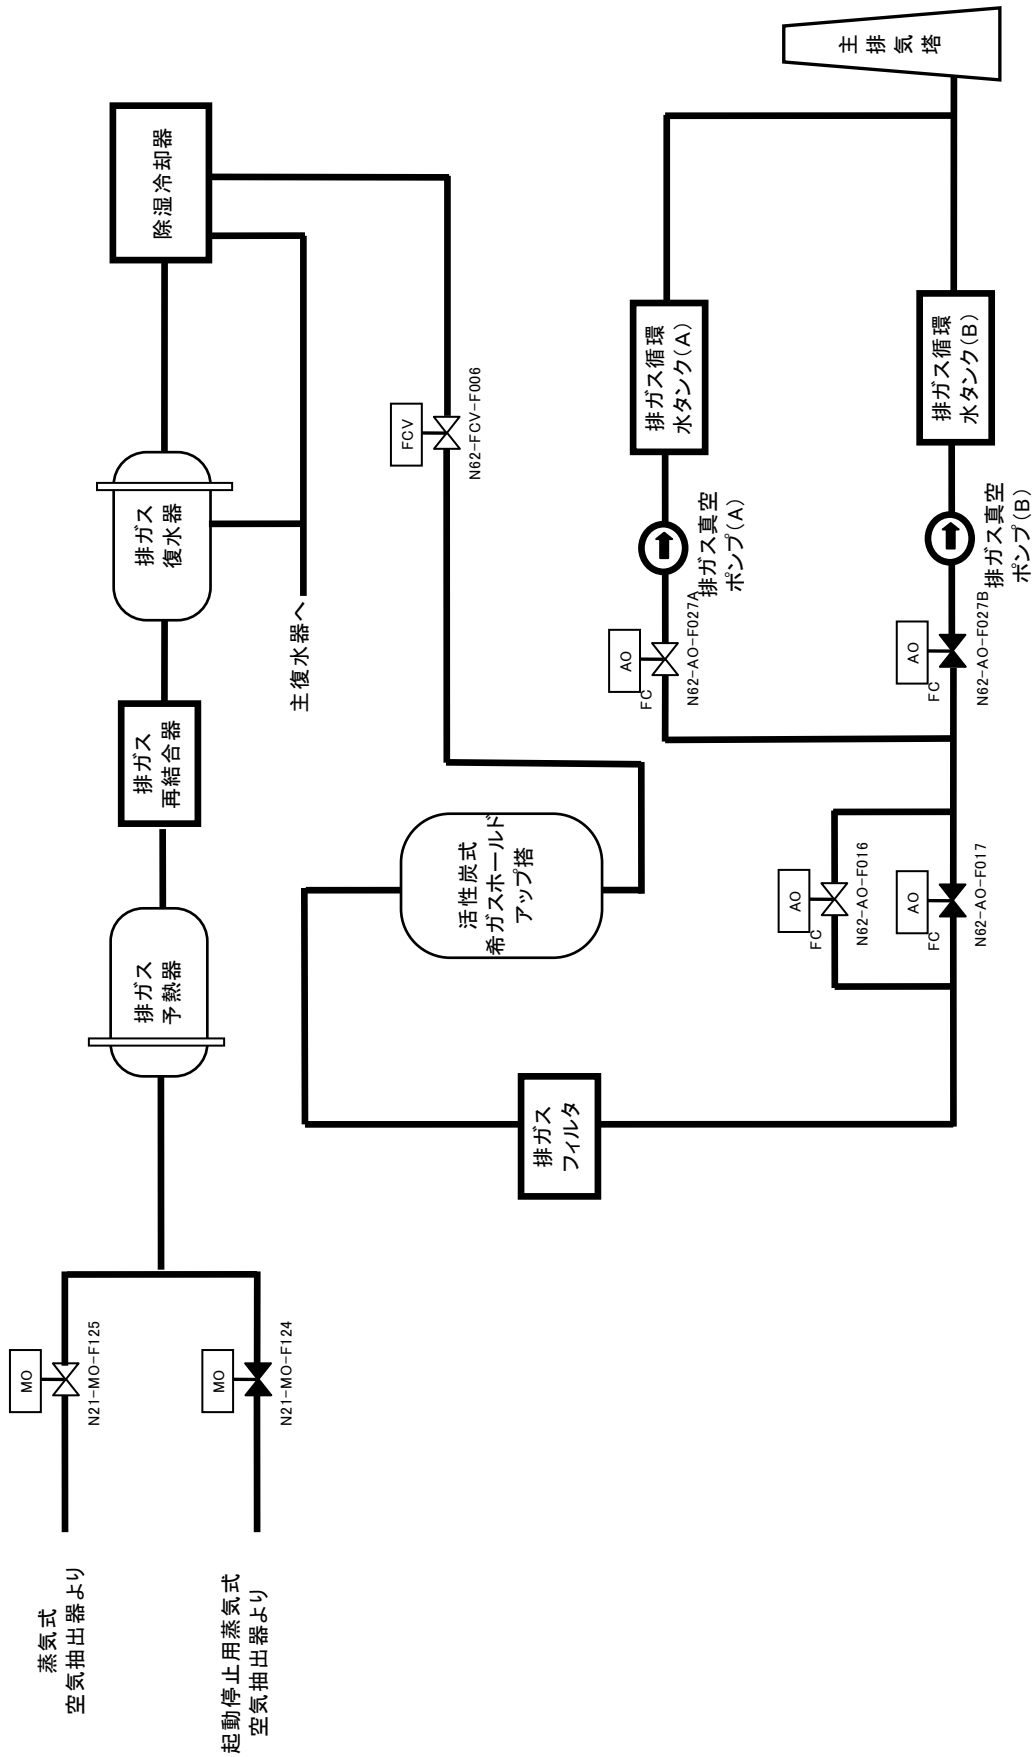 蒸気式
空気抽出器より
MO
N21-MO-F125
起動停止用蒸気式
空気抽出器より
MO
N21-MO-F124
排ガス
予熱器
排ガス
再結合器
排ガス
復水器
除湿冷却器
主復水器へ
FCV
N62-FCV-F006
活性炭式
希ガスホールド
アップ塔
排ガス
フィルタ
AO
FC
N62-AO-F016
AO
FC
N62-AO-F017
AO
FC
N62-AO-F027A
排ガス真空
ポンプ(A)
排ガス循環
水タンク(A)
AO
FC
N62-AO-F027B
排ガス真空
ポンプ(B)
排ガス循環
水タンク(B)
主排気塔